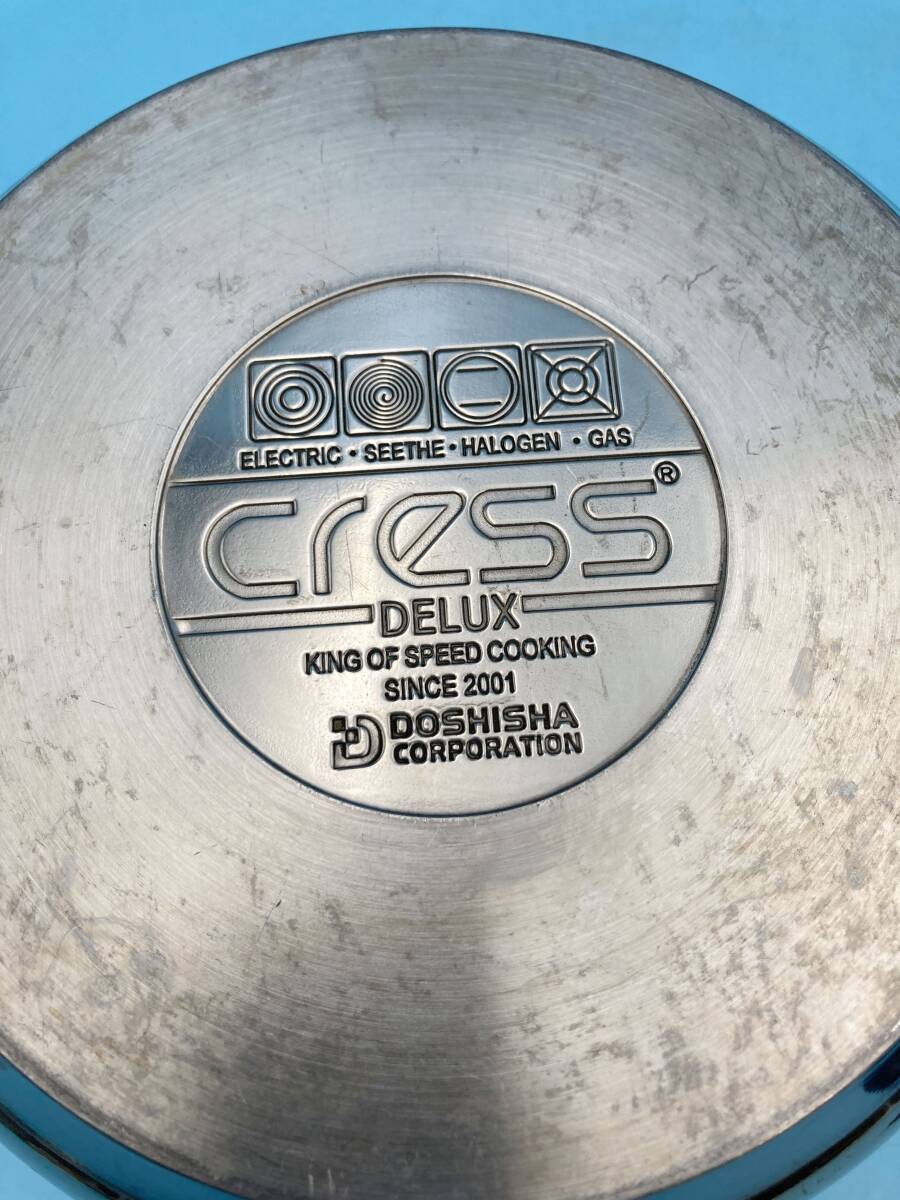 ELECTRIC · SEETHE · HALOGEN · GAS
cress®
DELUX
KING OF SPEED COOKING
SINCE 2001
DOSHISHA
CORPORATION